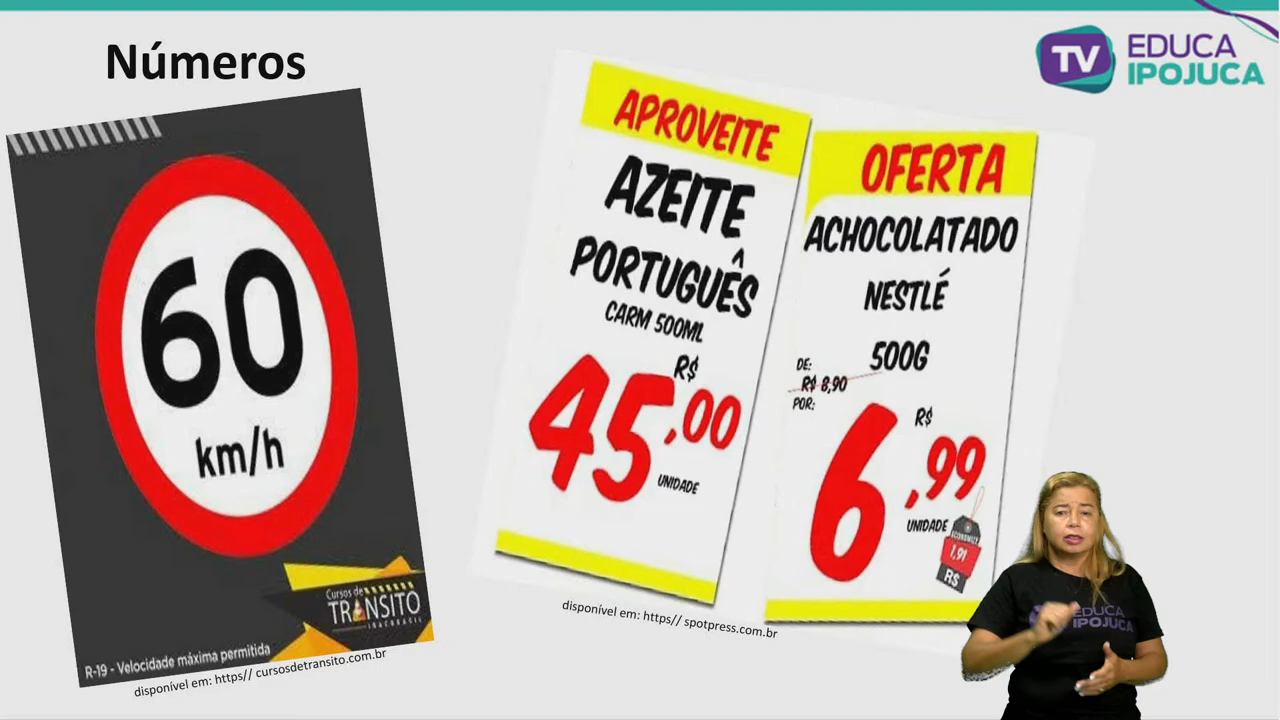 Números
TV EDUCA
IPOJUCA
60
km/h
Cursos de
TRÂNSITO
IBACBRASIL
R-19 - Velocidade máxima permitida
disponível em: https// cursosdetransito.com.br
APROVEITE
AZEITE
PORTUGUÊS
CARM 500ML
R$
45,00
UNIDADE
OFERTA
ACHOCOLATADO
NESTLÉ
500G
DE:
R$ 8,90
POR:
R$
6,99
UNIDADE
ECONOMIZE
1,91
R$
disponível em: https// spotpress.com.br
EDUCA
IPOJUCA